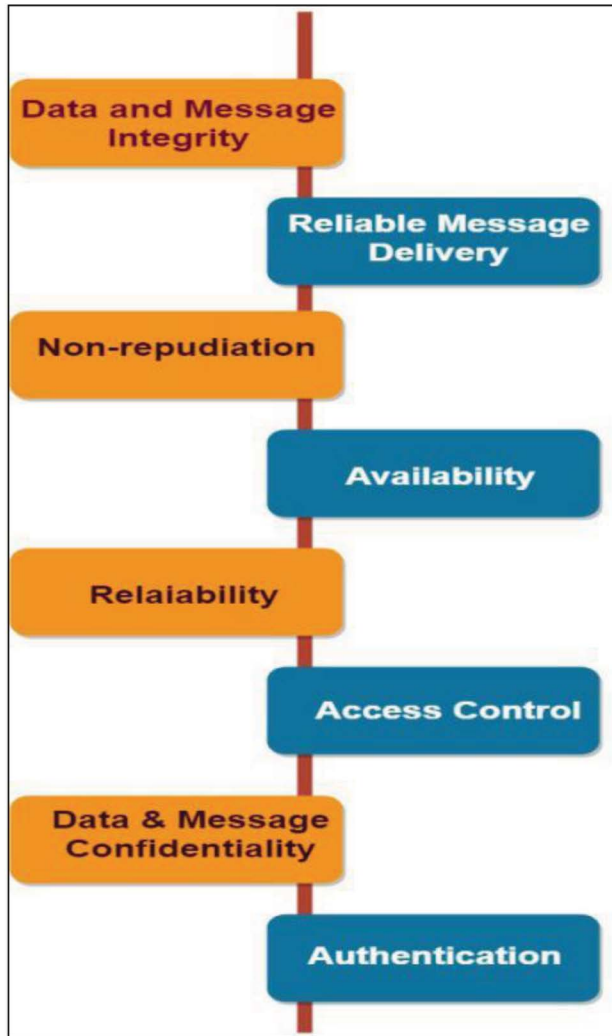 Data and Message
Integrity
Reliable Message
Delivery
Non-repudiation
Availability
Relaiability
Access Control
Data & Message
Confidentiality
Authentication